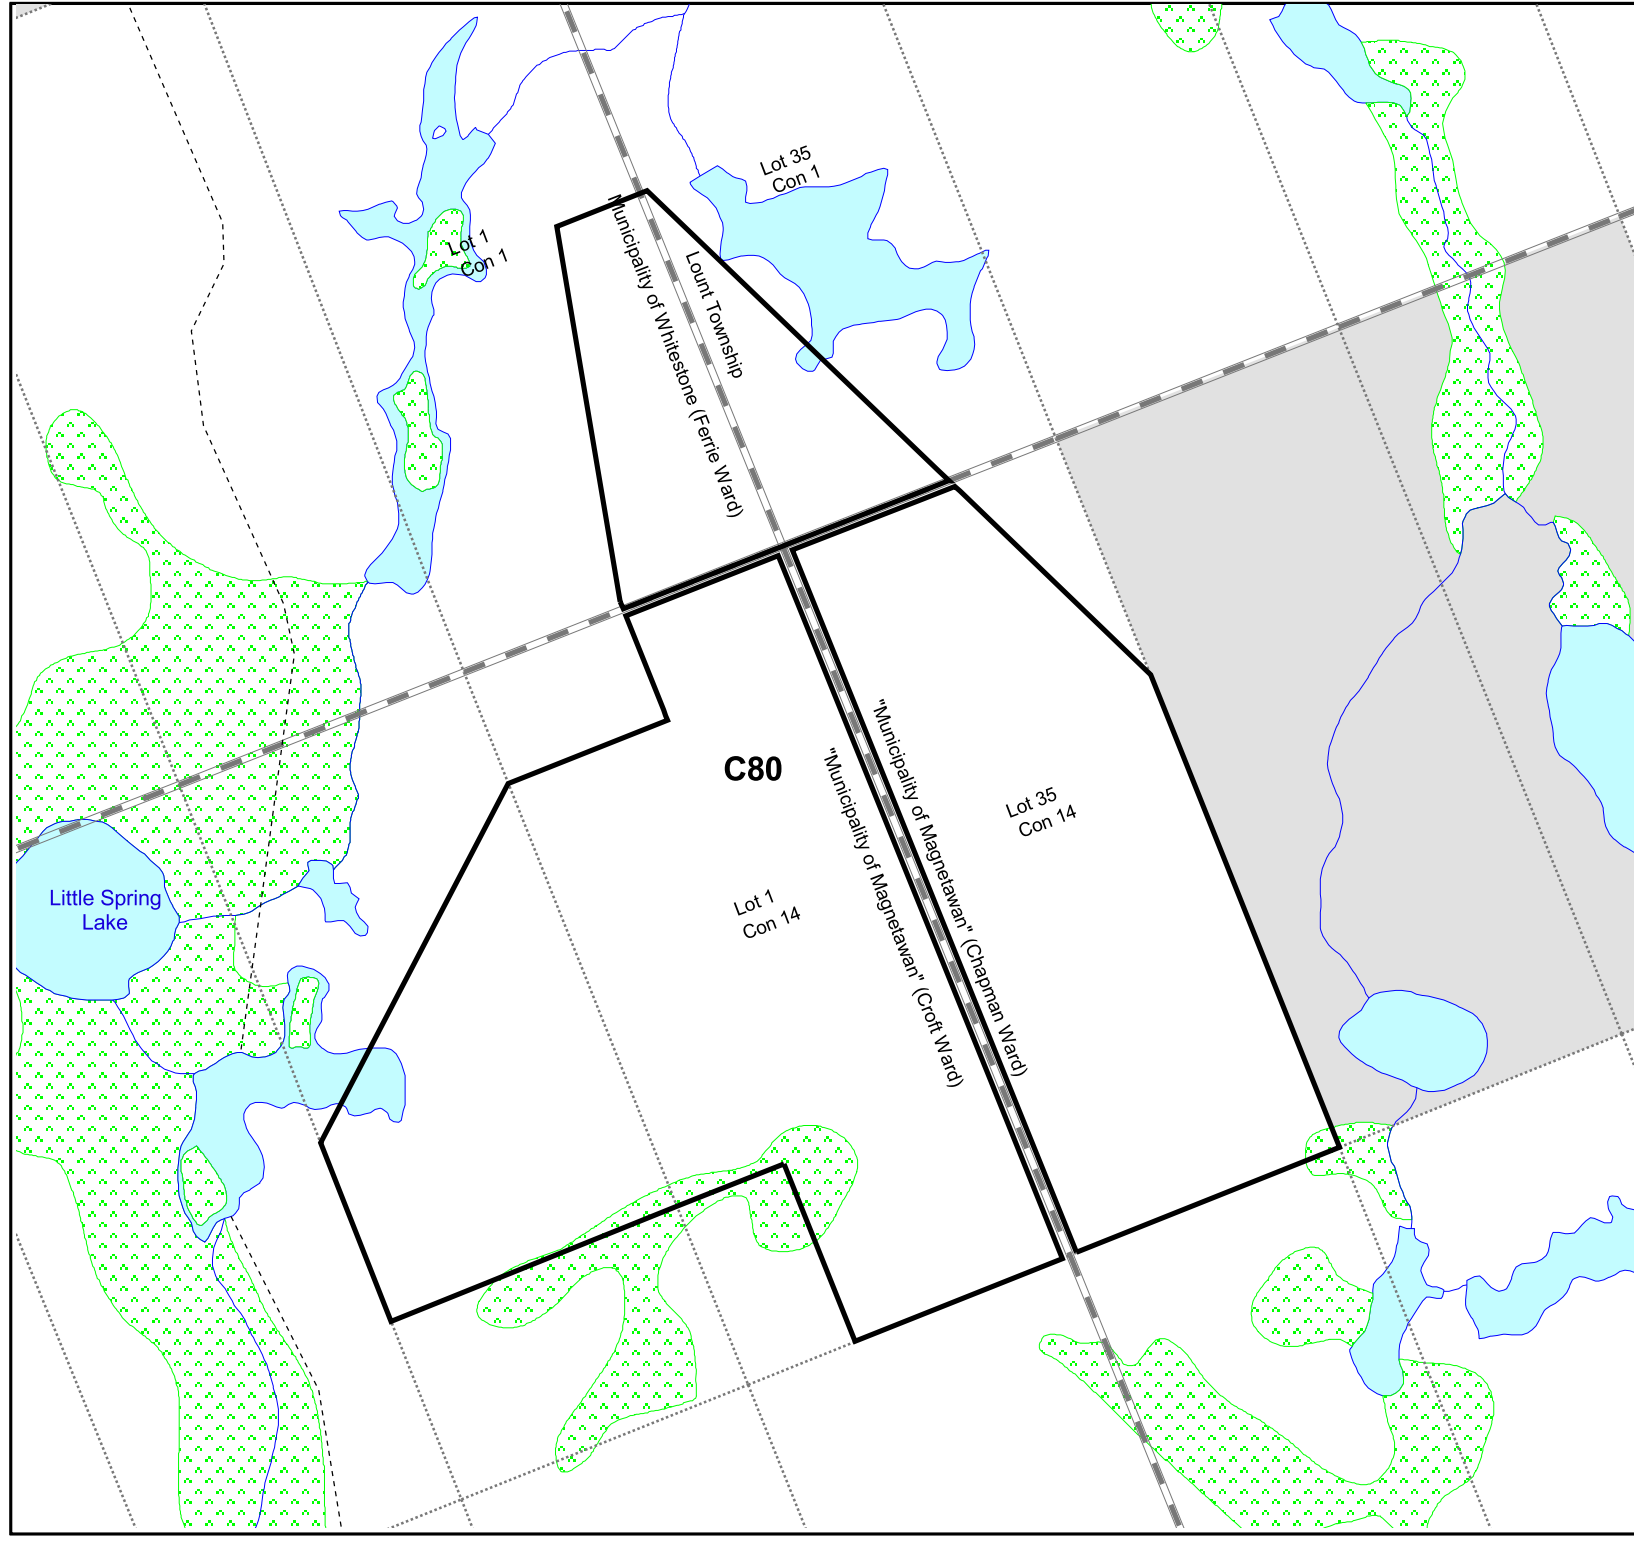 Lot 35
Con 1
Lot 1
Con 1
Municipality of Whitestone (Ferrie Ward)
Lount Township
C80
"Municipality of Magnetawan" (Croft Ward)
"Municipality of Magnetawan" (Chapman Ward)
Lot 35
Con 14
Lot 1
Con 14
Little Spring
Lake